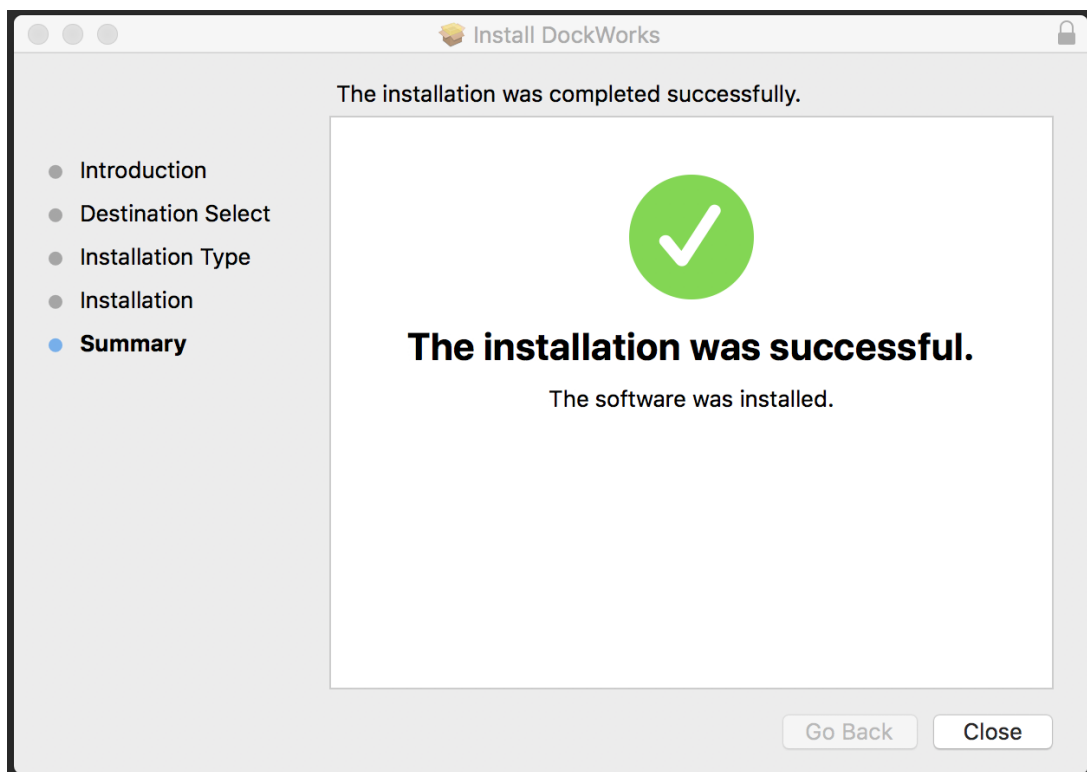 Install DockWorks
The installation was completed successfully.
Introduction
Destination Select
Installation Type
Installation
Summary
The installation was successful.
The software was installed.
Go Back
Close